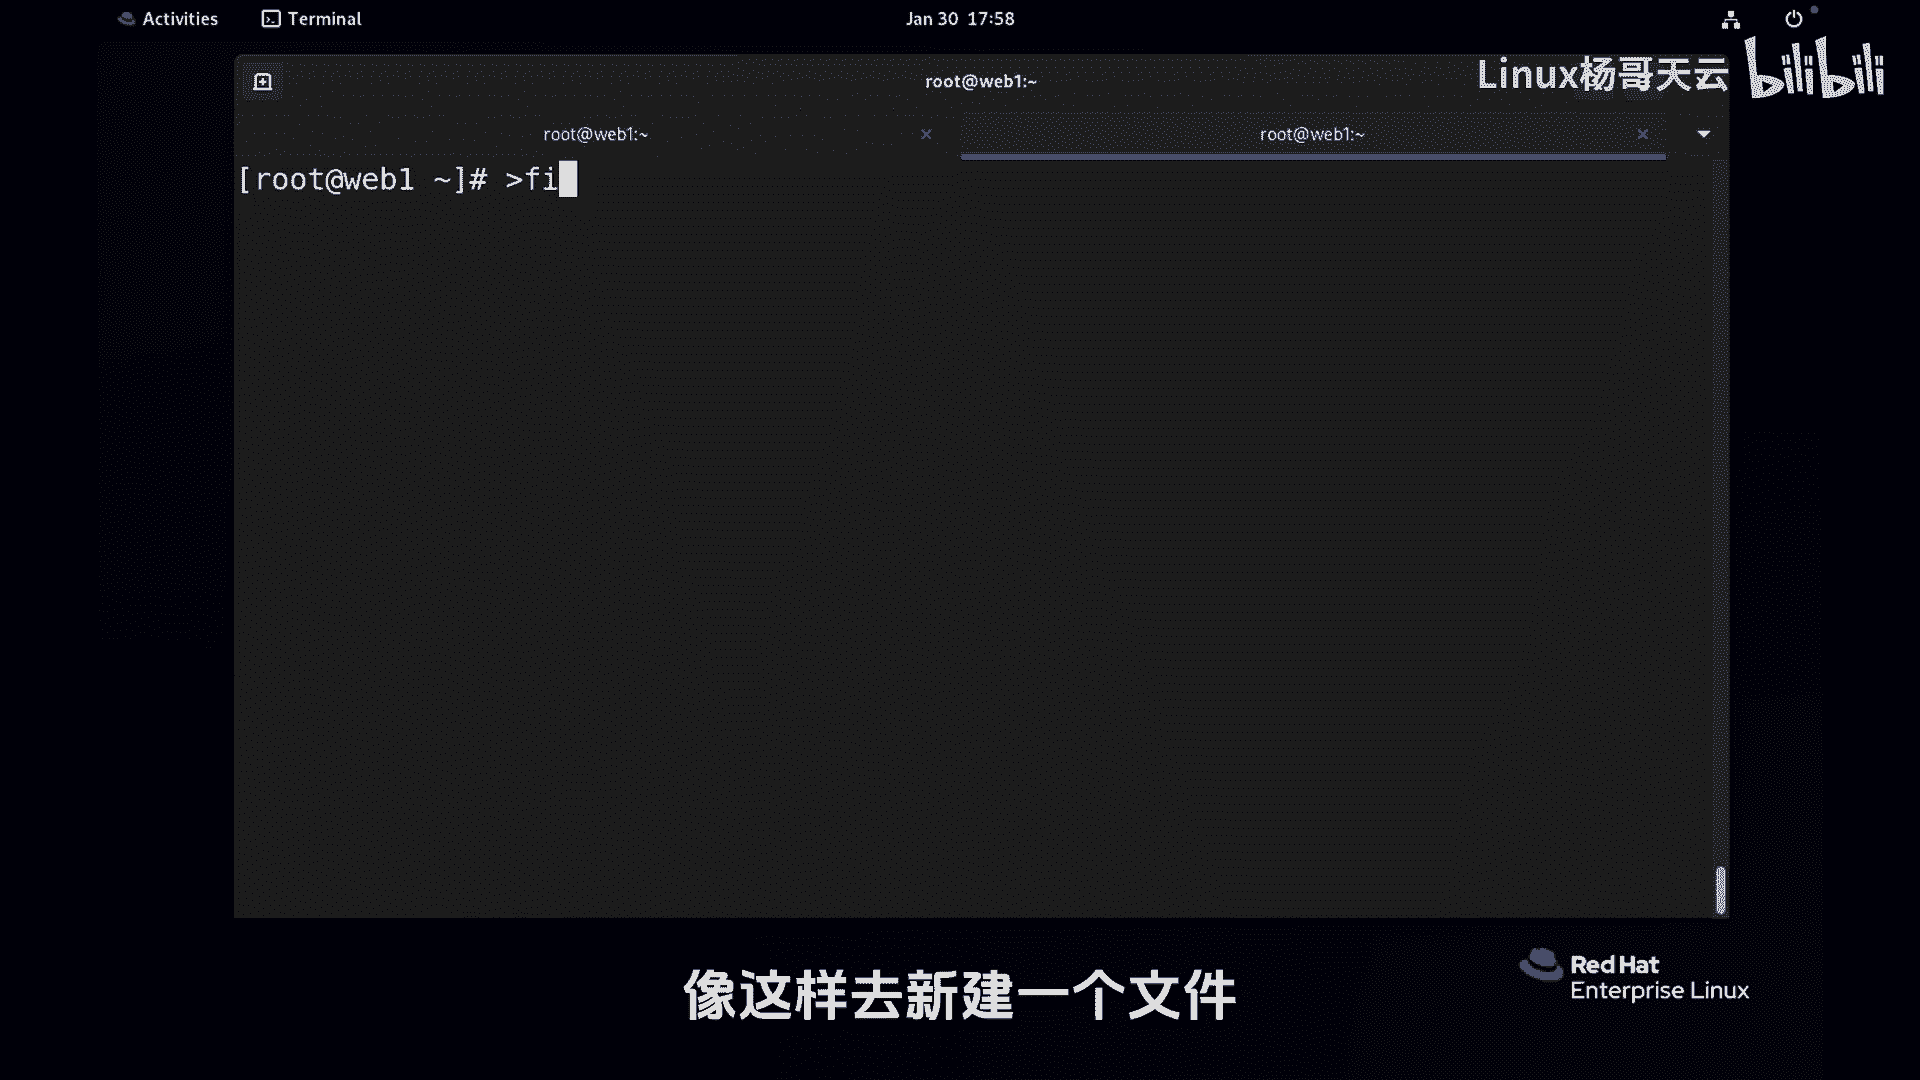 Activities Terminal Jan 30 17:58
root@web1:~
Linux杨哥天云 bilibili
root@web1:~ root@web1:~
[root@web1 ~]# >fi
Red Hat
Enterprise Linux
像这样去新建一个文件